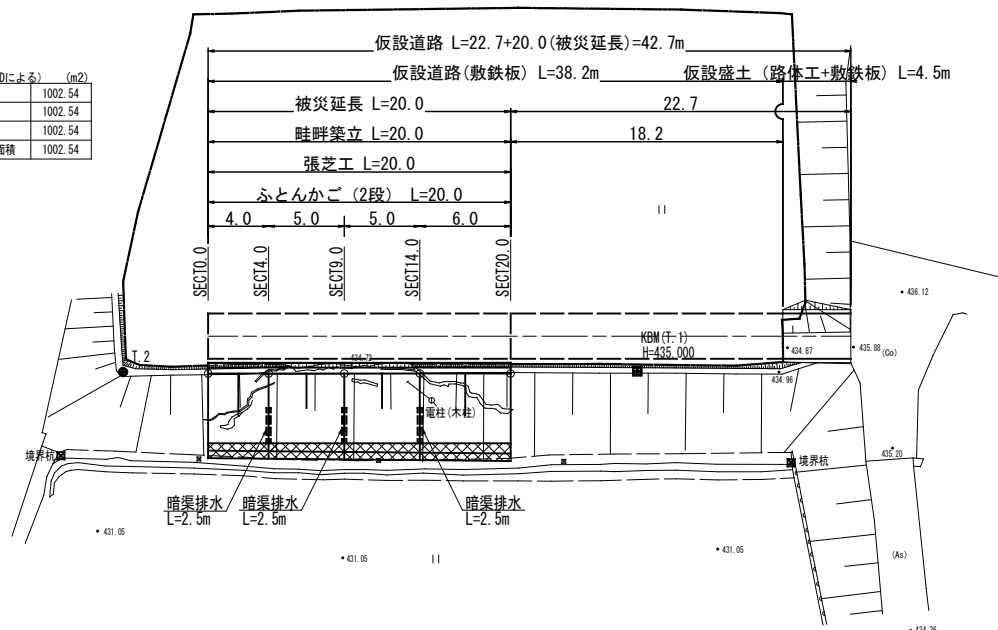 仮設道路 L=22.7+20.0(被災延長)=42.7m
仮設道路(敷鉄板) L=38.2m
仮設盛土 (路体工+敷鉄板) L=4.5m
による) (m2)
1002.54
1002.54
1002.54
面積 1002.54
被災延長 L=20.0
22.7
畦畔築立 L=20.0
18.2
張芝工 L=20.0
ふとんかご (2段) L=20.0
4.0
5.0
5.0
6.0
SECT0.0
SECT4.0
SECT9.0
SECT14.0
SECT20.0
436.12
KBM(T.1)
H=435.000
434.87
435.88 (Co)
T.2
434.73
434.96
電柱(木柱)
境界杭
境界杭
435.20
暗渠排水
L=2.5m
暗渠排水
L=2.5m
暗渠排水
L=2.5m
431.05
431.05
431.05
(As)